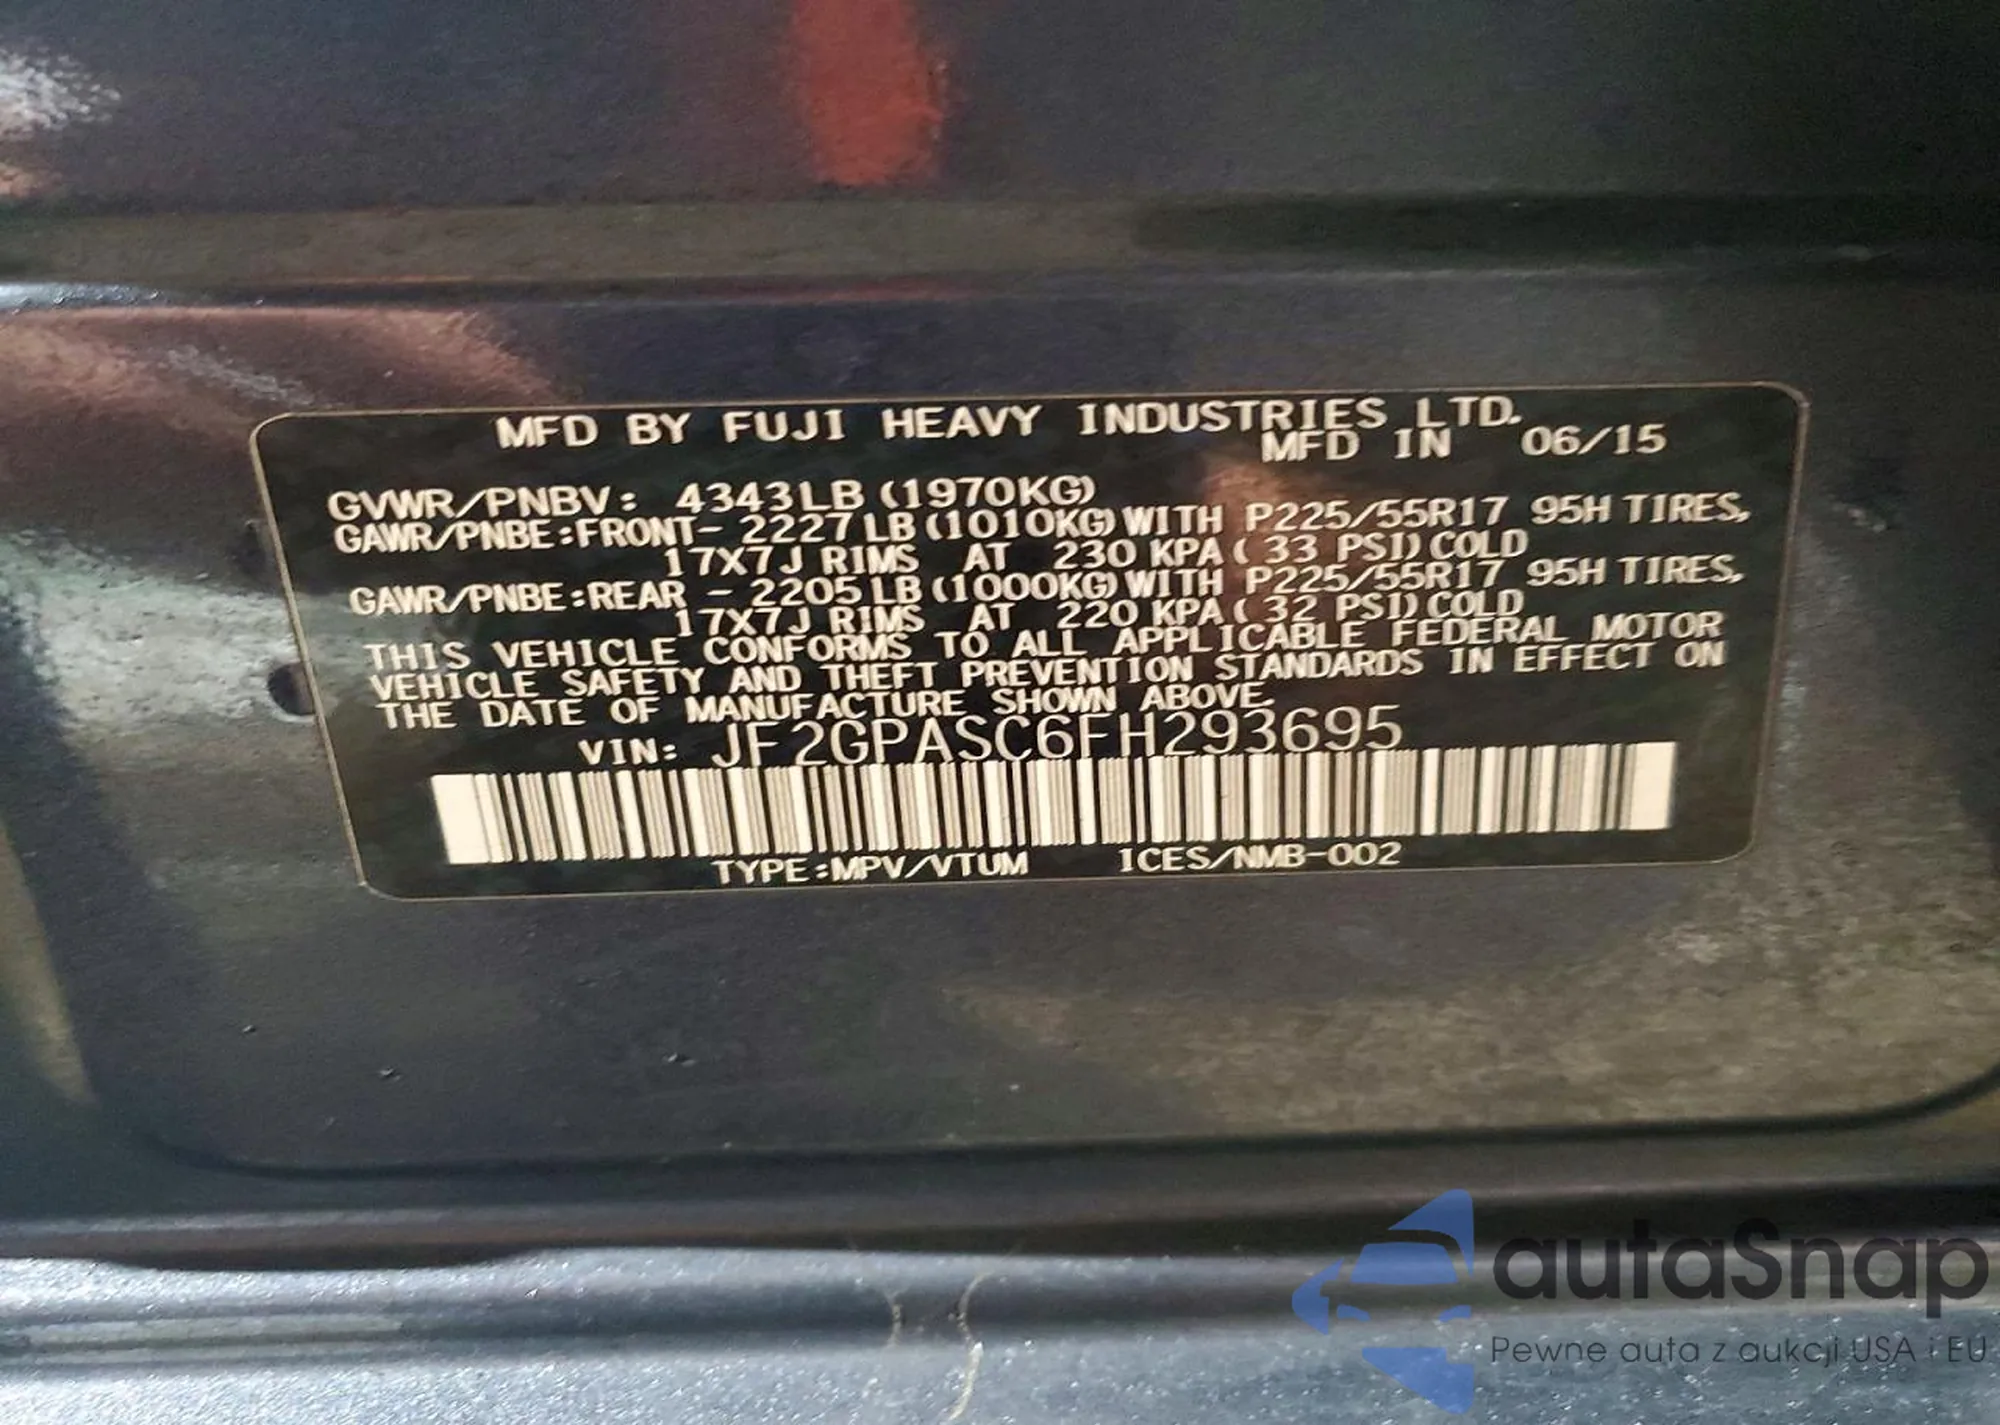 MFD BY FUJI HEAVY INDUSTRIES LTD.
MFD IN 06/15
GVWR/PNBV: 4343LB (1970KG)
GAWR/PNBE:FRONT- 2227LB (1010KG) WITH P225/55R17 95H TIRES,
17X7J RIMS AT 230 KPA ( 33 PSI) COLD
GAWR/PNBE:REAR - 2205LB (1000KG) WITH P225/55R17 95H TIRES,
17X7J RIMS AT 220 KPA ( 32 PSI) COLD
THIS VEHICLE CONFORMS TO ALL APPLICABLE FEDERAL MOTOR
VEHICLE SAFETY AND THEFT PREVENTION STANDARDS IN EFFECT ON
THE DATE OF MANUFACTURE SHOWN ABOVE.
VIN: JF2GPASC6FH293695
TYPE:MPV/VTUM ICES/NMB-002
autaSnap
Pewne auta z aukcji USA i EU